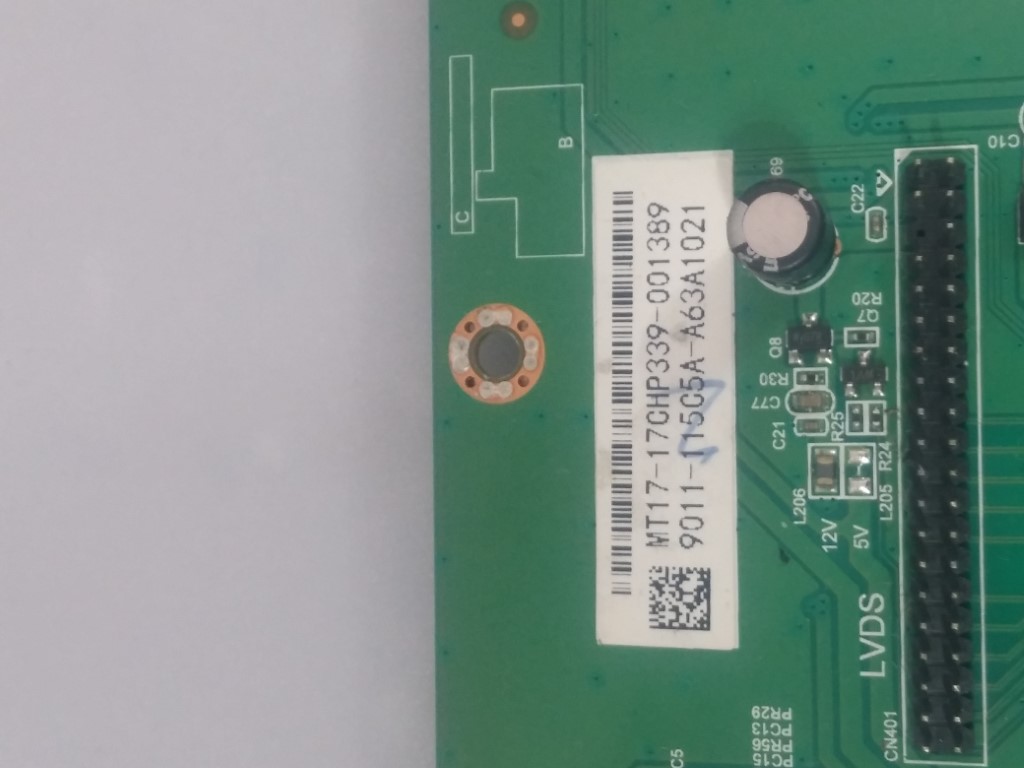 MT17-17CHP339-001389
9011-115C5A-A63A1021
C
B
69
C22
C10
R20
Q7
Q8
R30
C77
C21
R25
R24
L206
L205
12V
5V
LVDS
CN401
PR29
PC13
PR56
PC15
C5